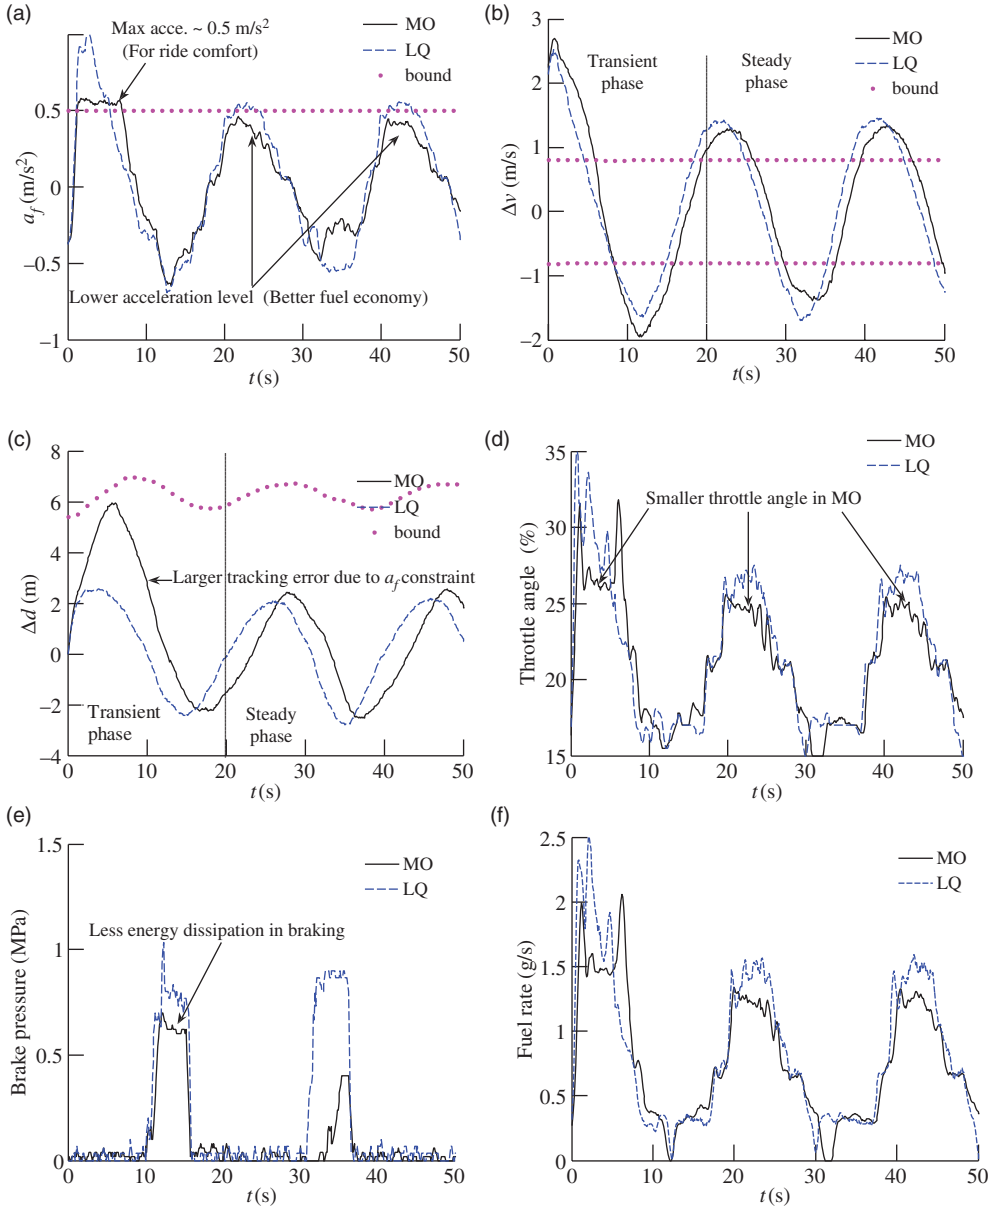 (a)
Max acce. ~ 0.5 m/s²
(For ride comfort)
MO
LQ
bound
0.5
0
−0.5
−1
a_f (m/s²)
Lower acceleration level (Better fuel economy)
0 10 20 30 40 50
t(s)
(b)
3
2
1
0
−1
−2
Δv (m/s)
Transient phase
Steady phase
MO
LQ
bound
0 10 20 30 40 50
t(s)
(c)
8
6
4
2
0
−2
−4
Δd (m)
MO
LQ
bound
Larger tracking error due to a_f constraint
Transient phase
Steady phase
0 10 20 30 40 50
t(s)
(d)
MO
LQ
35
30
25
20
15
Throttle angle (%)
Smaller throttle angle in MO
0 10 20 30 40 50
t(s)
(e)
1.5
1
0.5
0
Brake pressure (MPa)
MO
LQ
Less energy dissipation in braking
0 10 20 30 40 50
t(s)
(f)
2.5
2
1.5
1
0.5
0
Fuel rate (g/s)
MO
LQ
0 10 20 30 40 50
t(s)